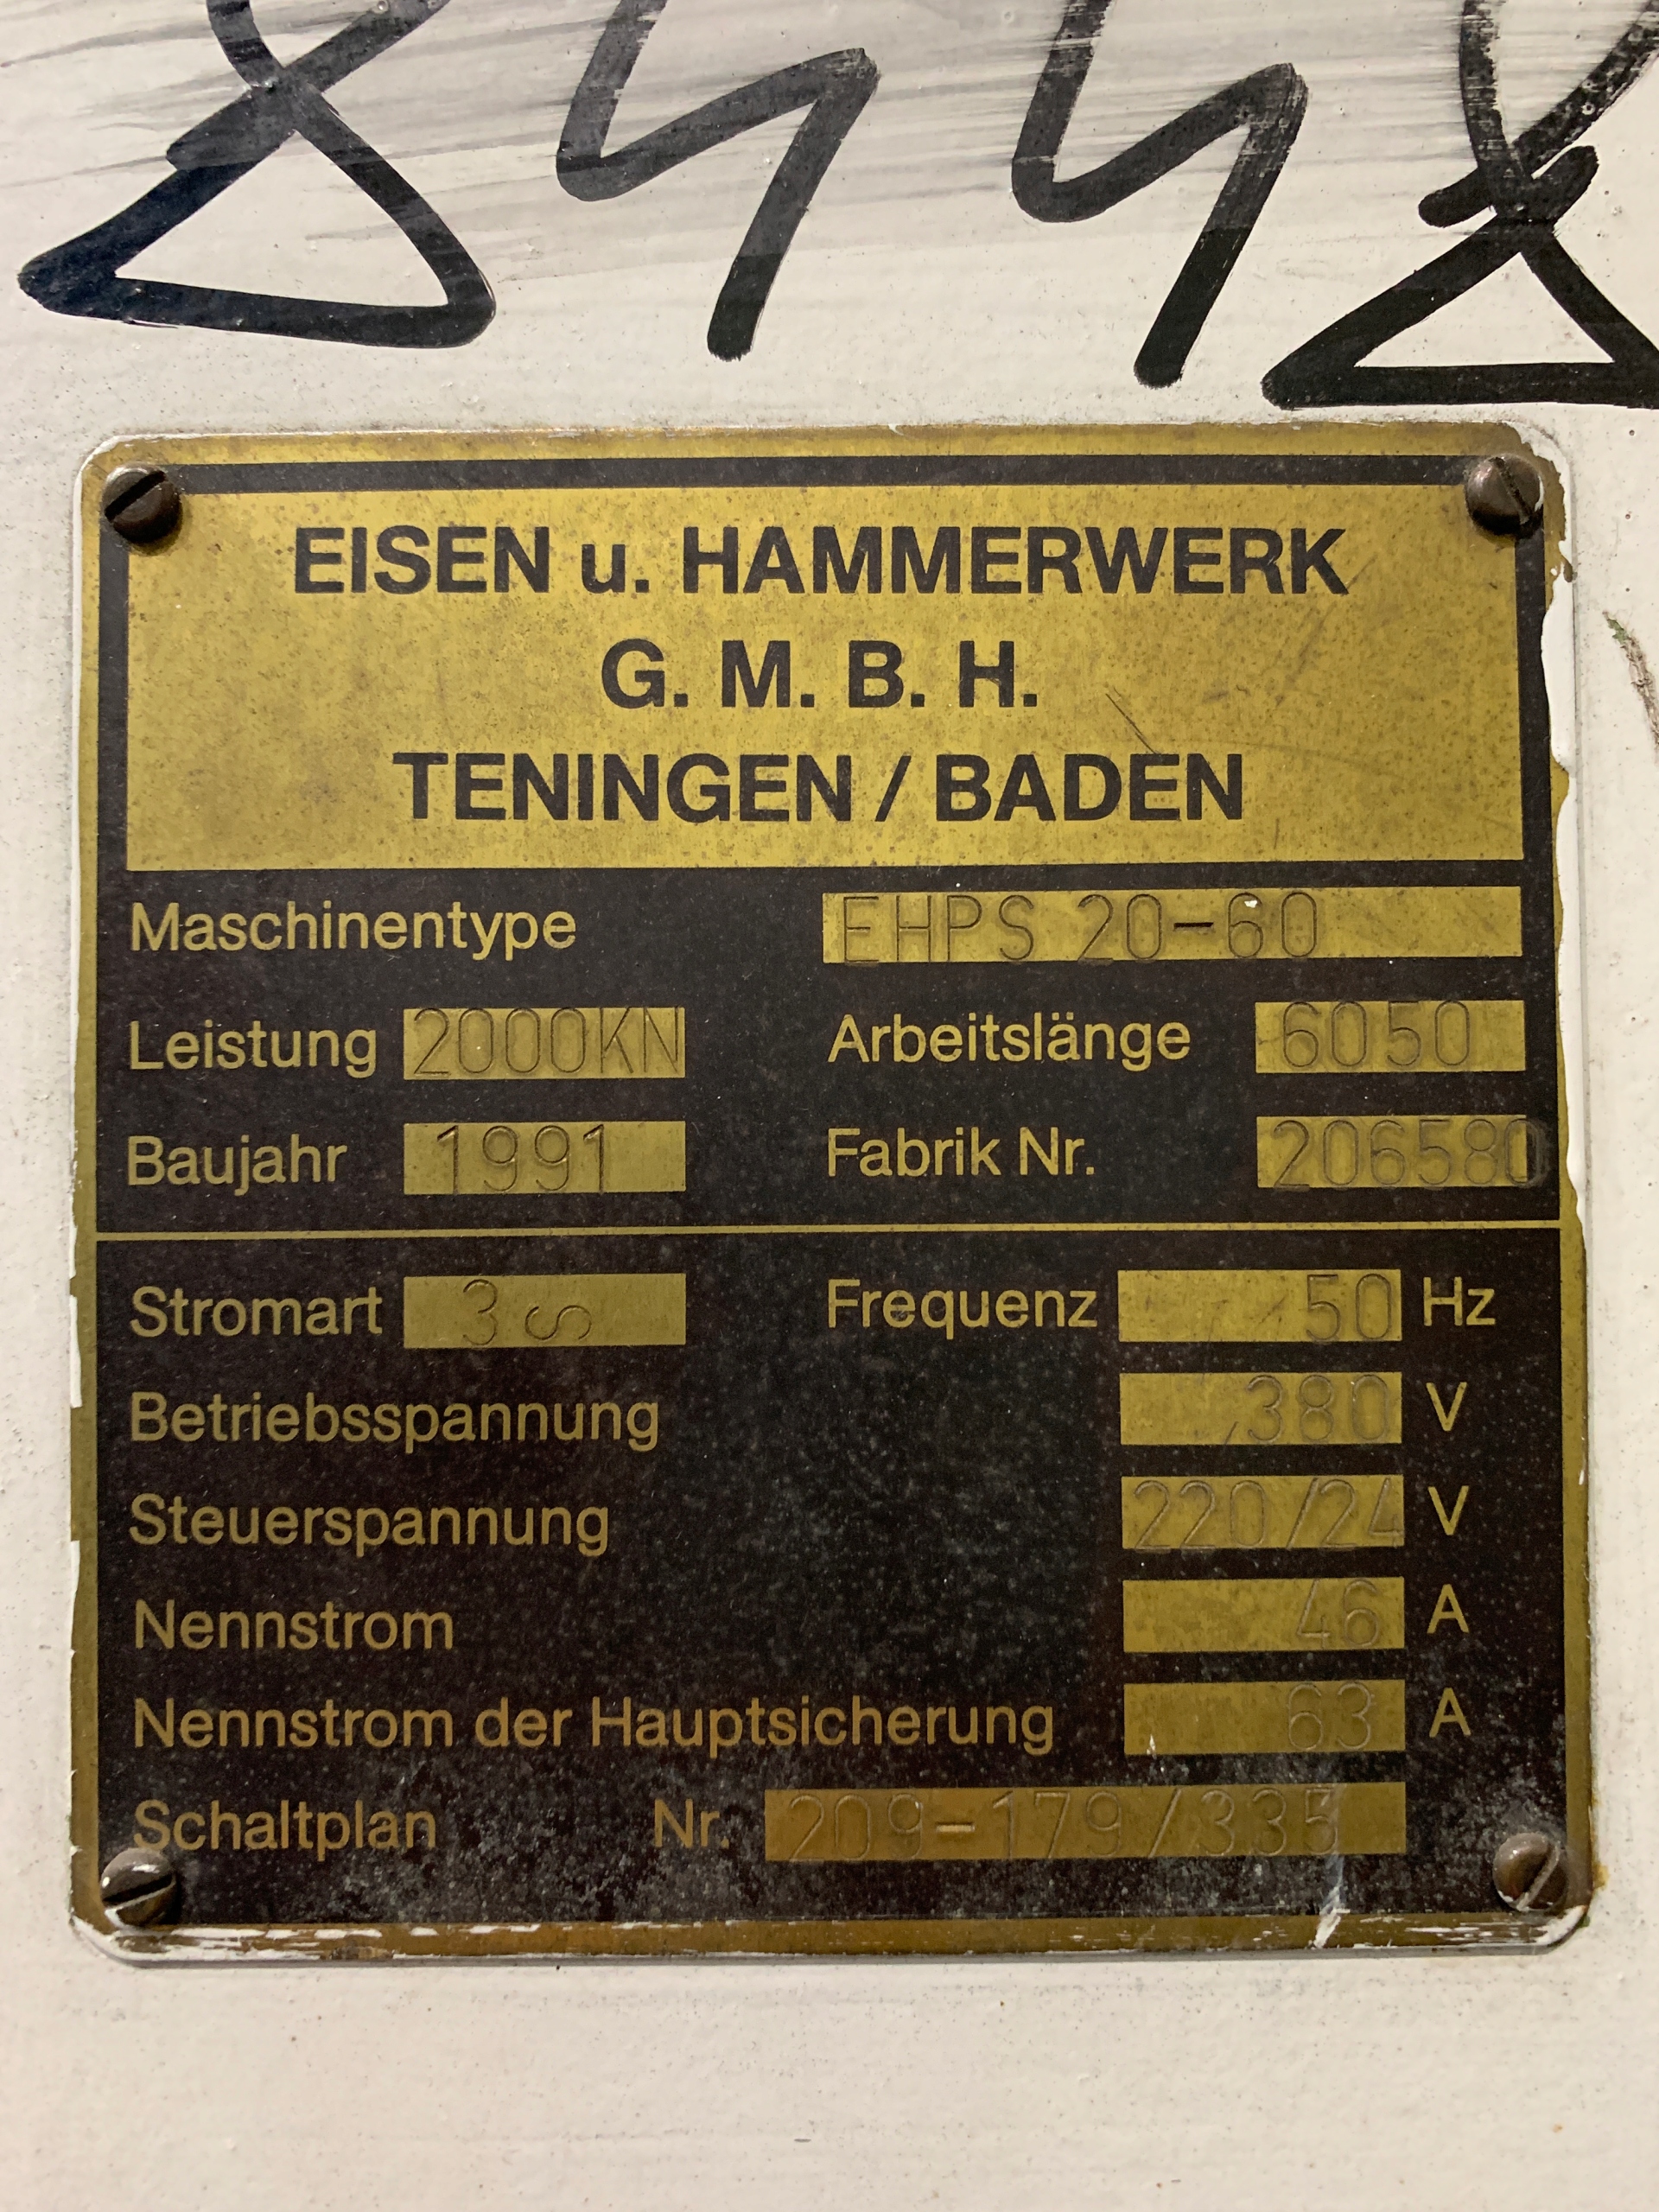 EISEN u. HAMMERWERK
G. M. B. H.
TENINGEN / BADEN
Maschinentype EHPS 20-60
Leistung 2000KN Arbeitslänge 6050
Baujahr 1991 Fabrik Nr. 206580
Stromart 3 ∽ Frequenz 50 Hz
Betriebsspannung 380 V
Steuerspannung 220/24 V
Nennstrom 46 A
Nennstrom der Hauptsicherung 63 A
Schaltplan Nr. 209-179/335